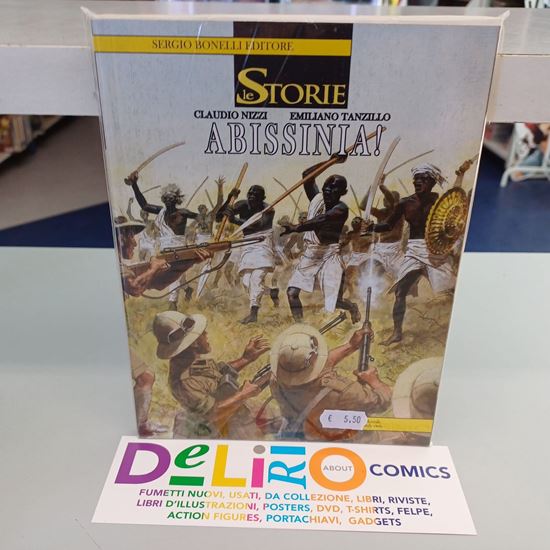 SERGIO BONELLI EDITORE
le STORIE
CLAUDIO NIZZI EMILIANO TANZILLO
ABISSINIA!
€ 5,50
DeLiRiO ABOUT COMICS
FUMETTI NUOVI, USATI, DA COLLEZIONE, LIBRI, RIVISTE,
LIBRI D'ILLUSTRAZIONI, POSTERS, DVD, T-SHIRTS, FELPE,
ACTION FIGURES, PORTACHIAVI, GADGETS